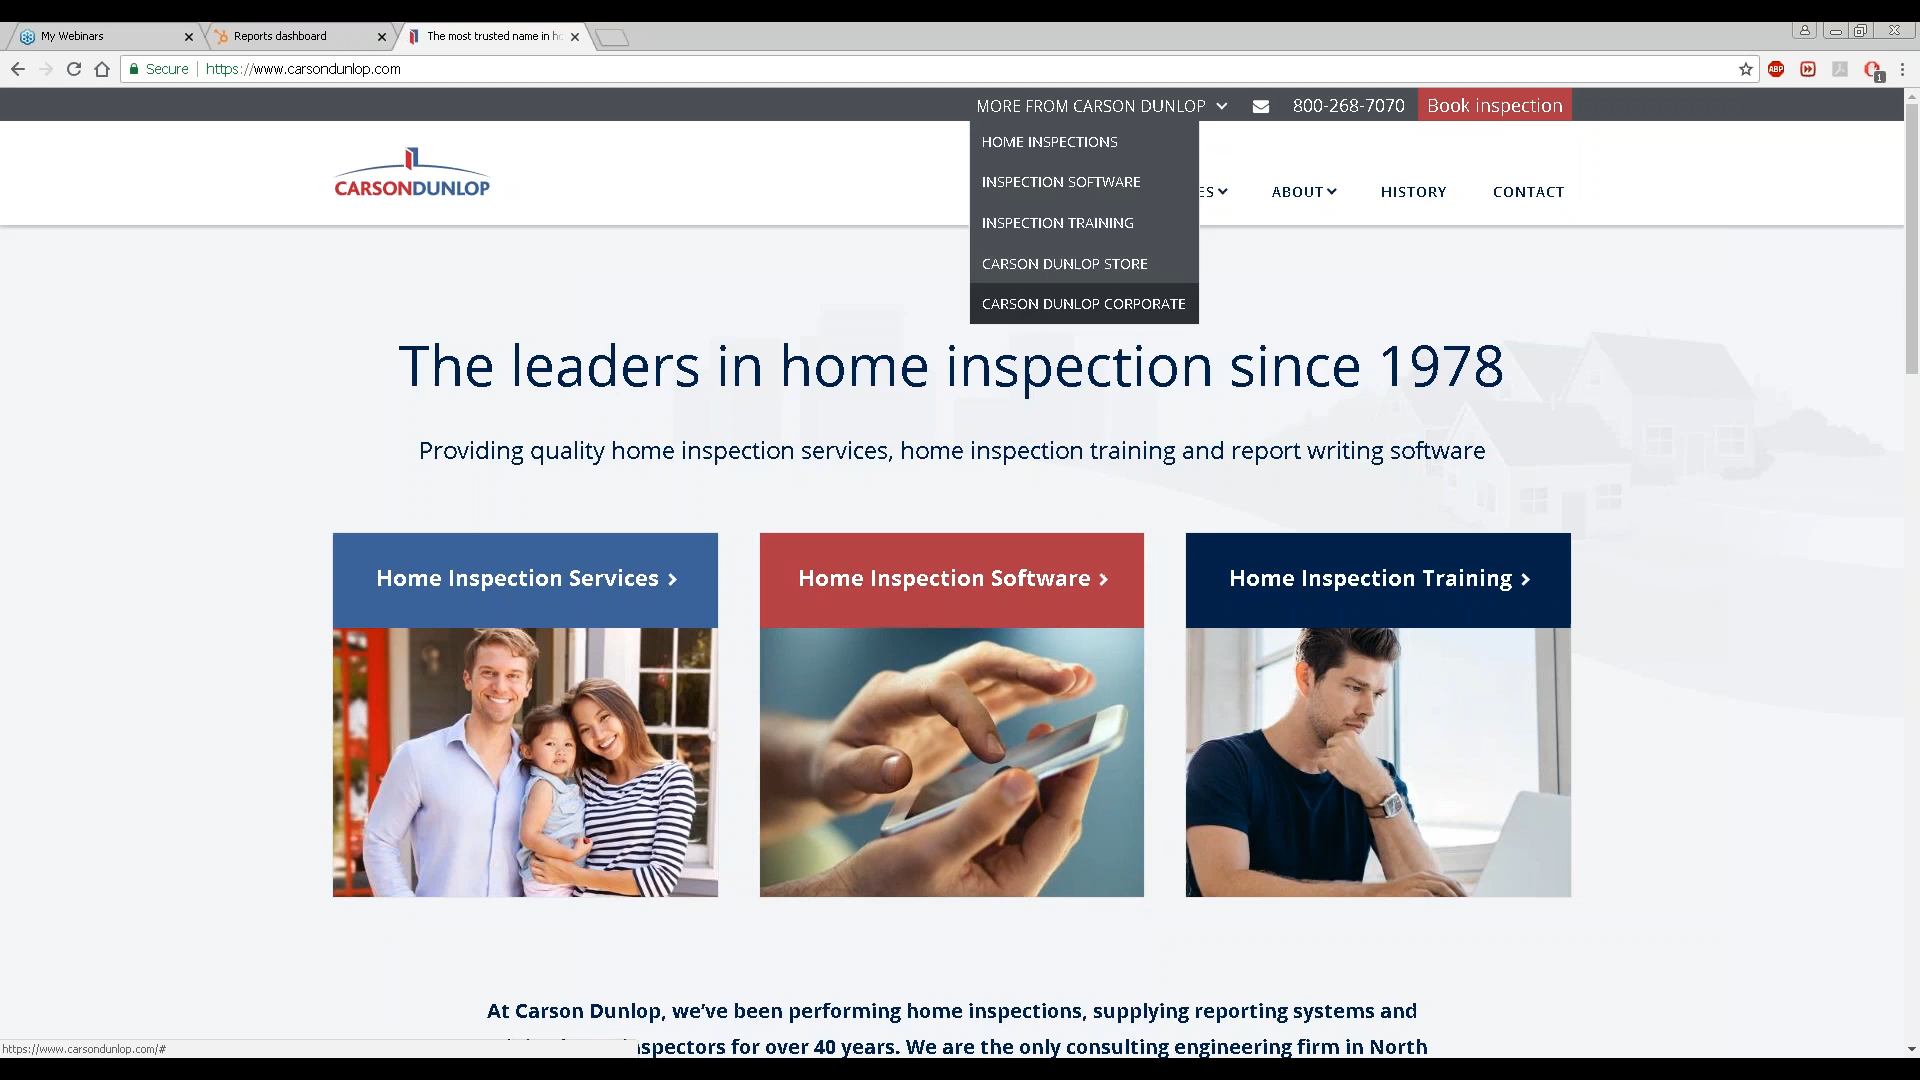 My Webinars
Reports dashboard
The most trusted name in h
Secure
https://www.carsondunlop.com
ABP
1
MORE FROM CARSON DUNLOP
800-268-7070
Book inspection
HOME INSPECTIONS
INSPECTION SOFTWARE
INSPECTION TRAINING
CARSON DUNLOP STORE
CARSON DUNLOP CORPORATE
CARSONDUNLOP
ES
ABOUT
HISTORY
CONTACT
The leaders in home inspection since 1978
Providing quality home inspection services, home inspection training and report writing software
Home Inspection Services
Home Inspection Software
Home Inspection Training
At Carson Dunlop, we’ve been performing home inspections, supplying reporting systems and
spectors for over 40 years. We are the only consulting engineering firm in North
https://www.carsondunlop.com/#